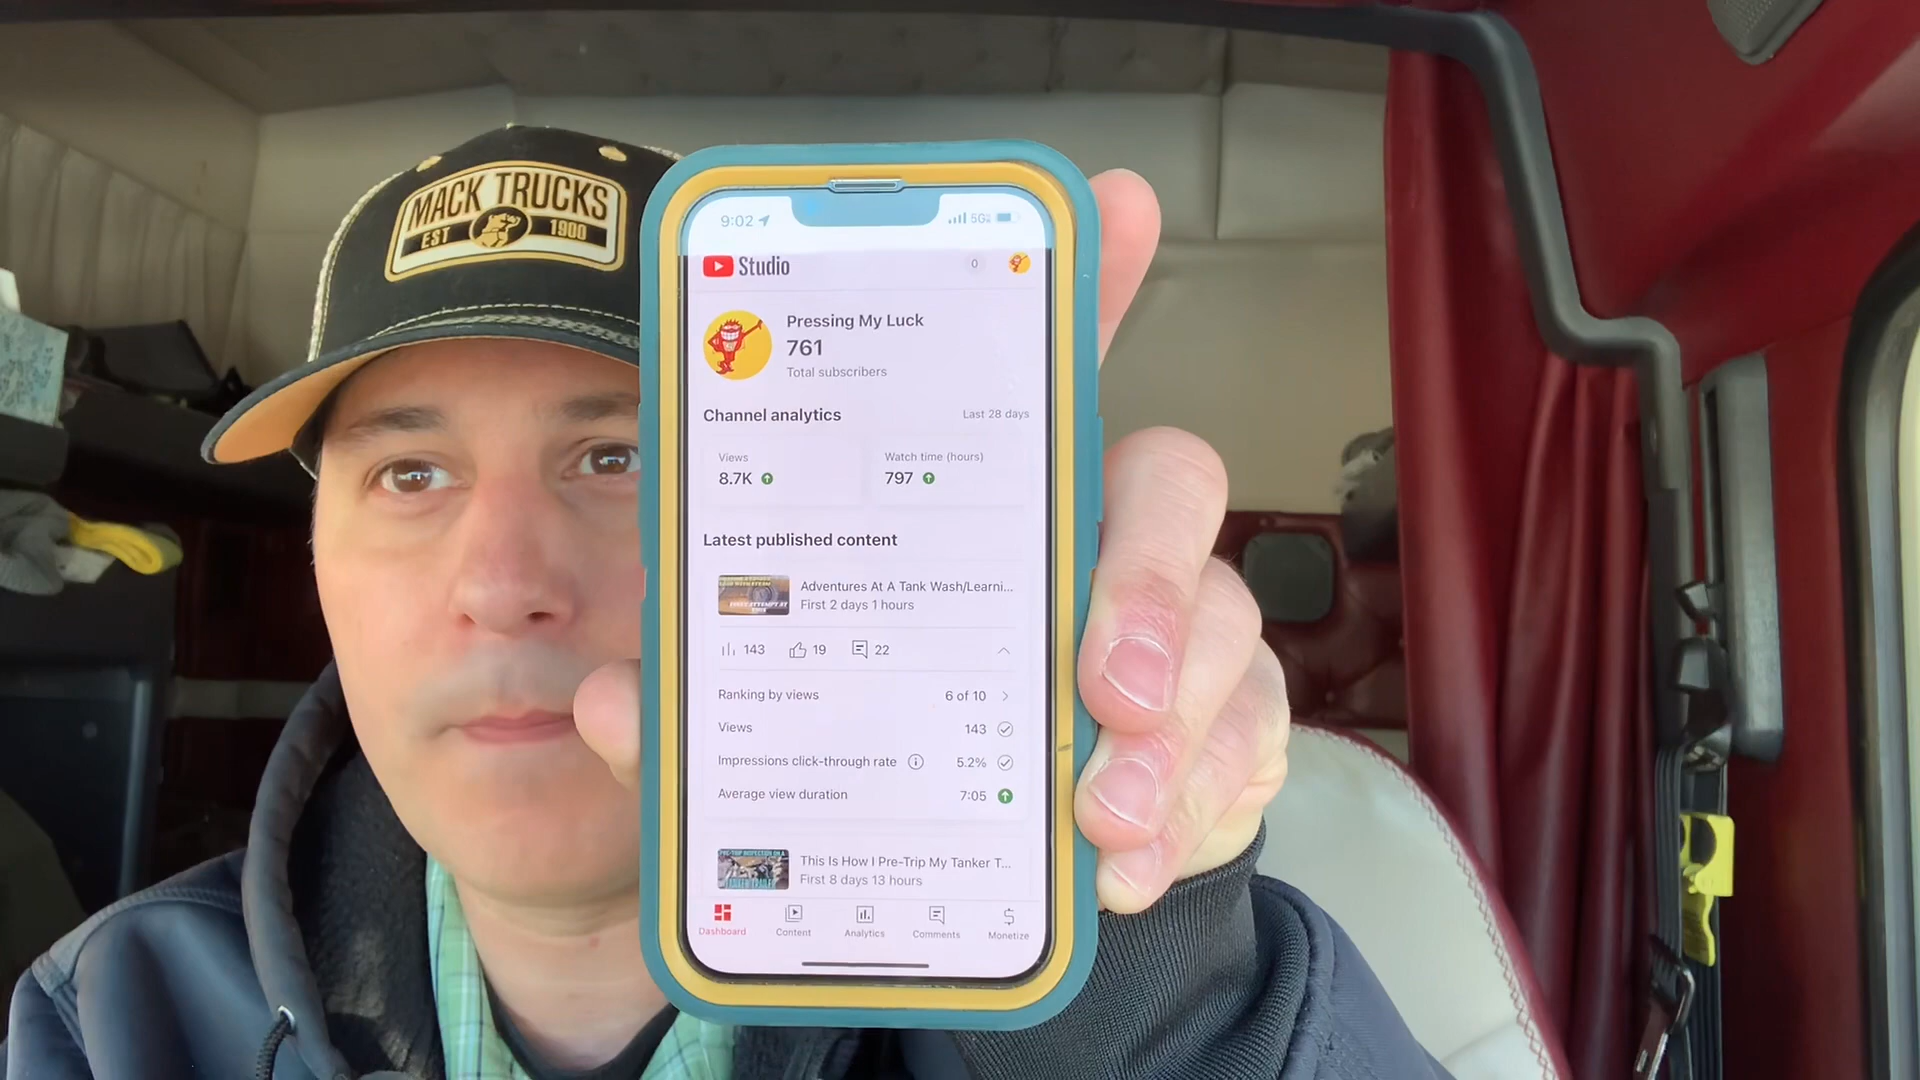 MACK TRUCKS
EST 1900
9:02
5G
Studio
0
Pressing My Luck
761
Total subscribers
Channel analytics
Last 28 days
Views
Watch time (hours)
8.7K
797
Latest published content
Adventures At A Tank Wash/Learni...
First 2 days 1 hours
143
19
22
Ranking by views
6 of 10
Views
143
Impressions click-through rate
5.2%
Average view duration
7:05
This Is How I Pre-Trip My Tanker T...
First 8 days 13 hours
Dashboard
Content
Analytics
Comments
Monetize